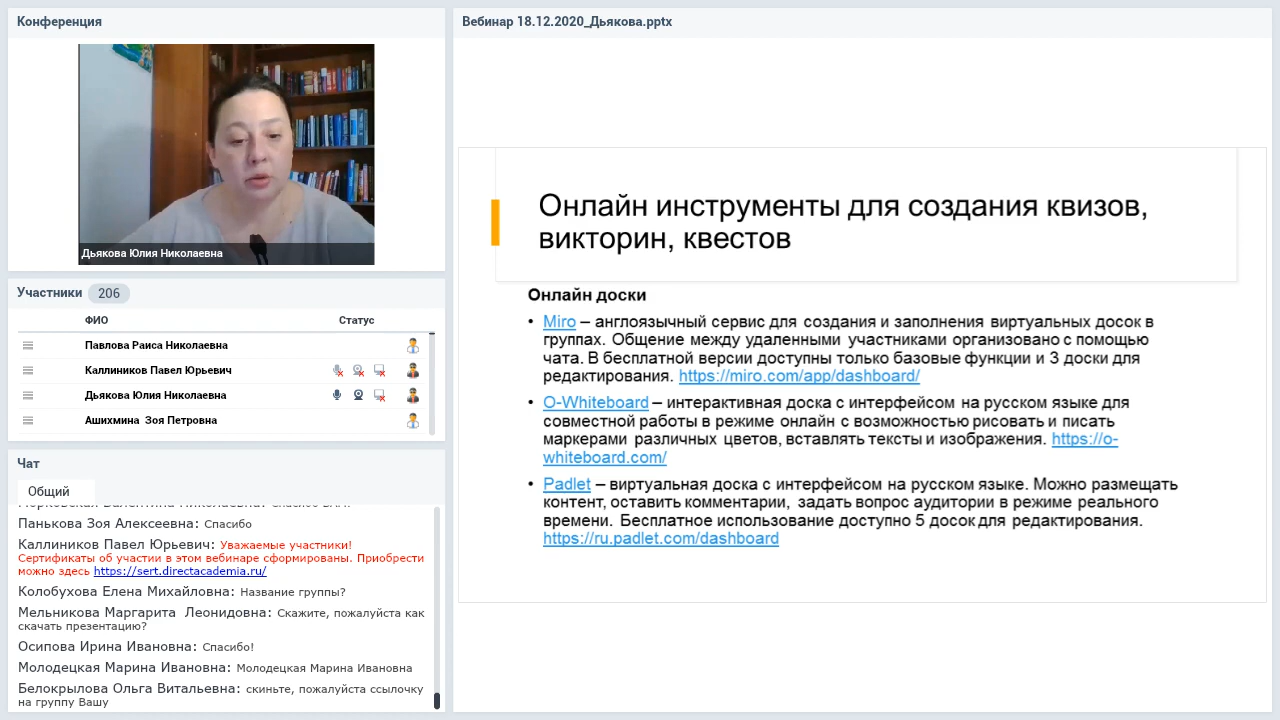 Конференция
Дьякова Юлия Николаевна
Участники 206
ФИО Статус
Павлова Раиса Николаевна
Каллиников Павел Юрьевич
Дьякова Юлия Николаевна
Ашихмина Зоя Петровна
Чат
Общий
Панькова Зоя Алексеевна: Спасибо
Каллиников Павел Юрьевич: Уважаемые участники!
Сертификаты об участии в этом вебинаре сформированы. Приобрести
можно здесь https://sert.directacademia.ru/
Колобухова Елена Михайловна: Название группы?
Мельникова Маргарита Леонидовна: Скажите, пожалуйста как
скачать презентацию?
Осипова Ирина Ивановна: Спасибо!
Молодецкая Марина Ивановна: Молодецкая Марина Ивановна
Белокрылова Ольга Витальевна: скиньте, пожалуйста ссылочку
на группу Вашу
Вебинар 18.12.2020_Дьякова.pptx
Онлайн инструменты для создания квизов,
викторин, квестов
Онлайн доски
• Miro – англоязычный сервис для создания и заполнения виртуальных досок в
группах. Общение между удаленными участниками организовано с помощью
чата. В бесплатной версии доступны только базовые функции и 3 доски для
редактирования. https://miro.com/app/dashboard/
• O-Whiteboard – интерактивная доска с интерфейсом на русском языке для
совместной работы в режиме онлайн с возможностью рисовать и писать
маркерами различных цветов, вставлять тексты и изображения. https://o-
whiteboard.com/
• Padlet – виртуальная доска с интерфейсом на русском языке. Можно размещать
контент, оставить комментарии, задать вопрос аудитории в режиме реального
времени. Бесплатное использование доступно 5 досок для редактирования.
https://ru.padlet.com/dashboard